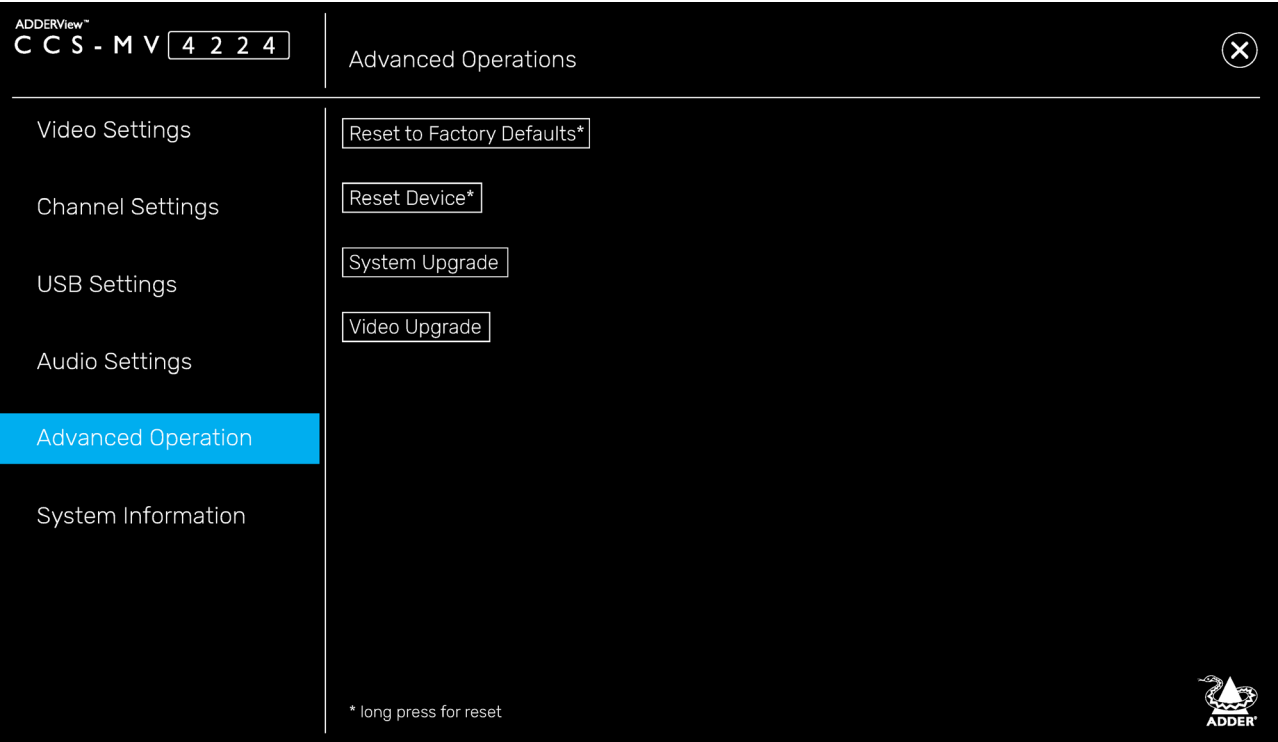 ADDERView™
CCS-MV 4224
Advanced Operations
Video Settings
Channel Settings
USB Settings
Audio Settings
Advanced Operation
System Information
Reset to Factory Defaults*
Reset Device*
System Upgrade
Video Upgrade
* long press for reset
ADDER®